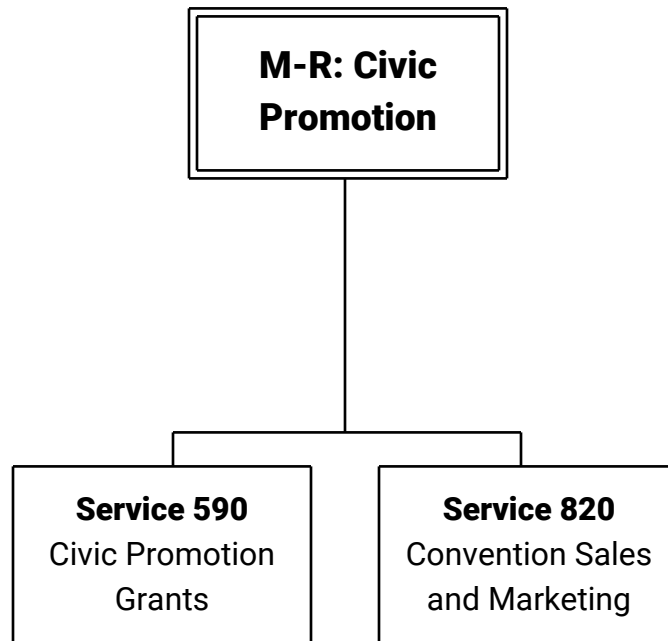 M-R: Civic
Promotion
Service 590
Civic Promotion
Grants
Service 820
Convention Sales
and Marketing